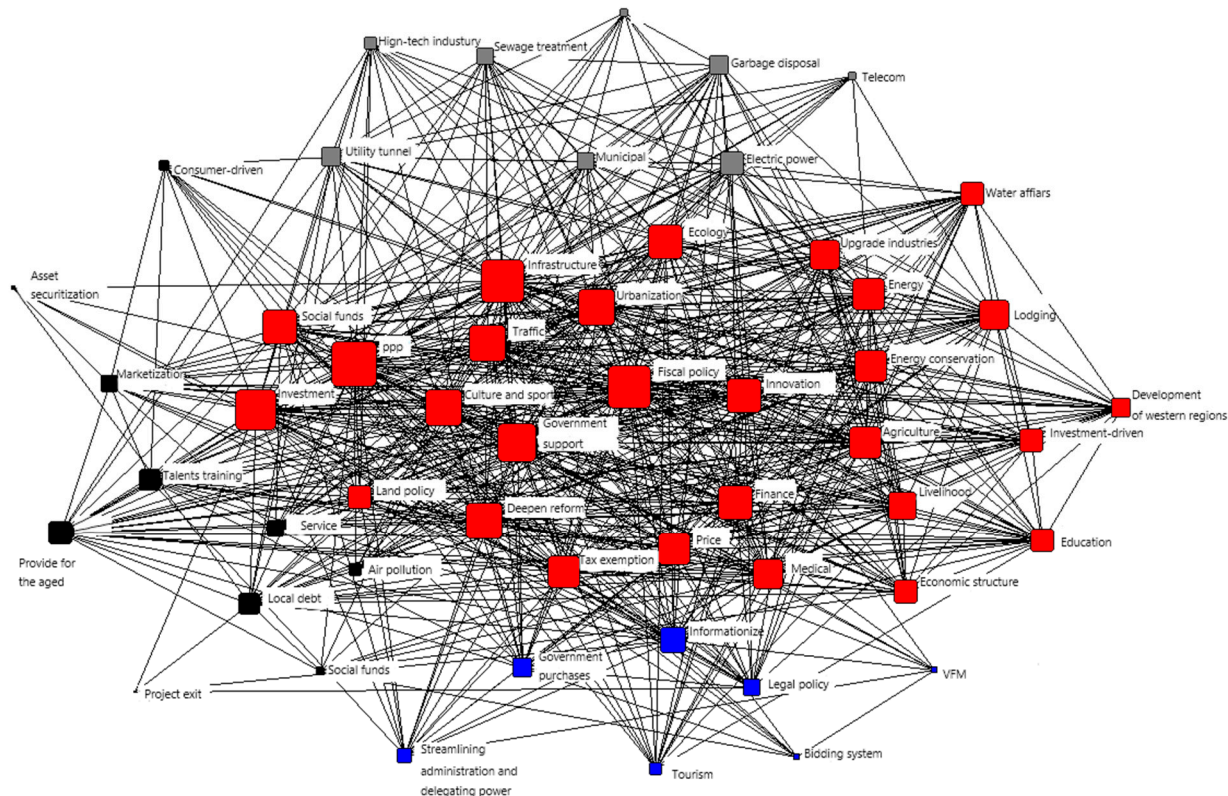 Hign-tech industury
Sewage treatment
Garbage disposal
Telecom
Utility tunnel
Municipal
Electric power
Consumer-driven
Water affiars
Ecology
Upgrade industries
Infrastructure
Asset
securitization
Urbanization
Energy
Social funds
Lodging
Traffic
ppp
Marketization
Fiscal policy
Innovation
Energy conservation
Investment
Culture and sport
Development
of western regions
Government
support
Agriculture
Investment-driven
Talents training
Land policy
Finance
Livelihood
Service
Deepen reform
Price
Education
Provide for
the aged
Air pollution
Tax exemption
Medical
Economic structure
Local debt
Informationize
Government
purchases
Social funds
VFM
Project exit
Legal policy
Streamlining
administration and
delegating power
Tourism
Bidding system